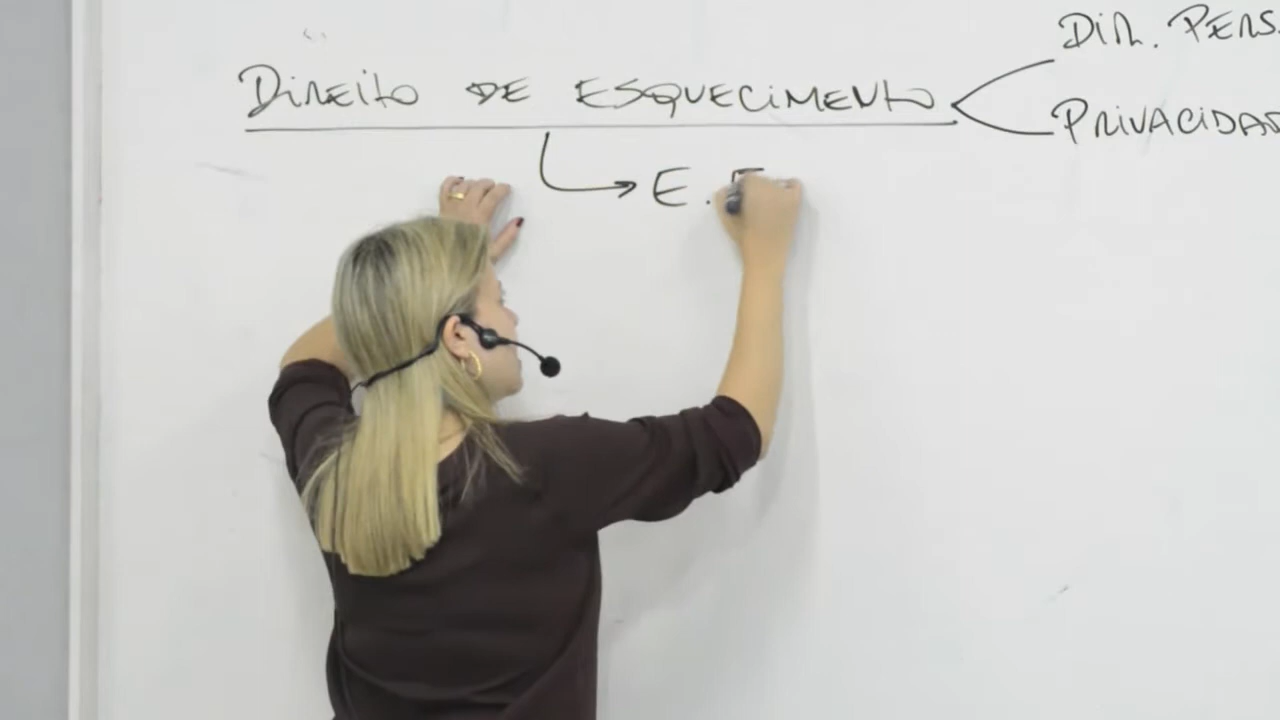 DIREITO DE ESQUECIMENTO
DIR. PERS.
PRIVACIDAD
E.